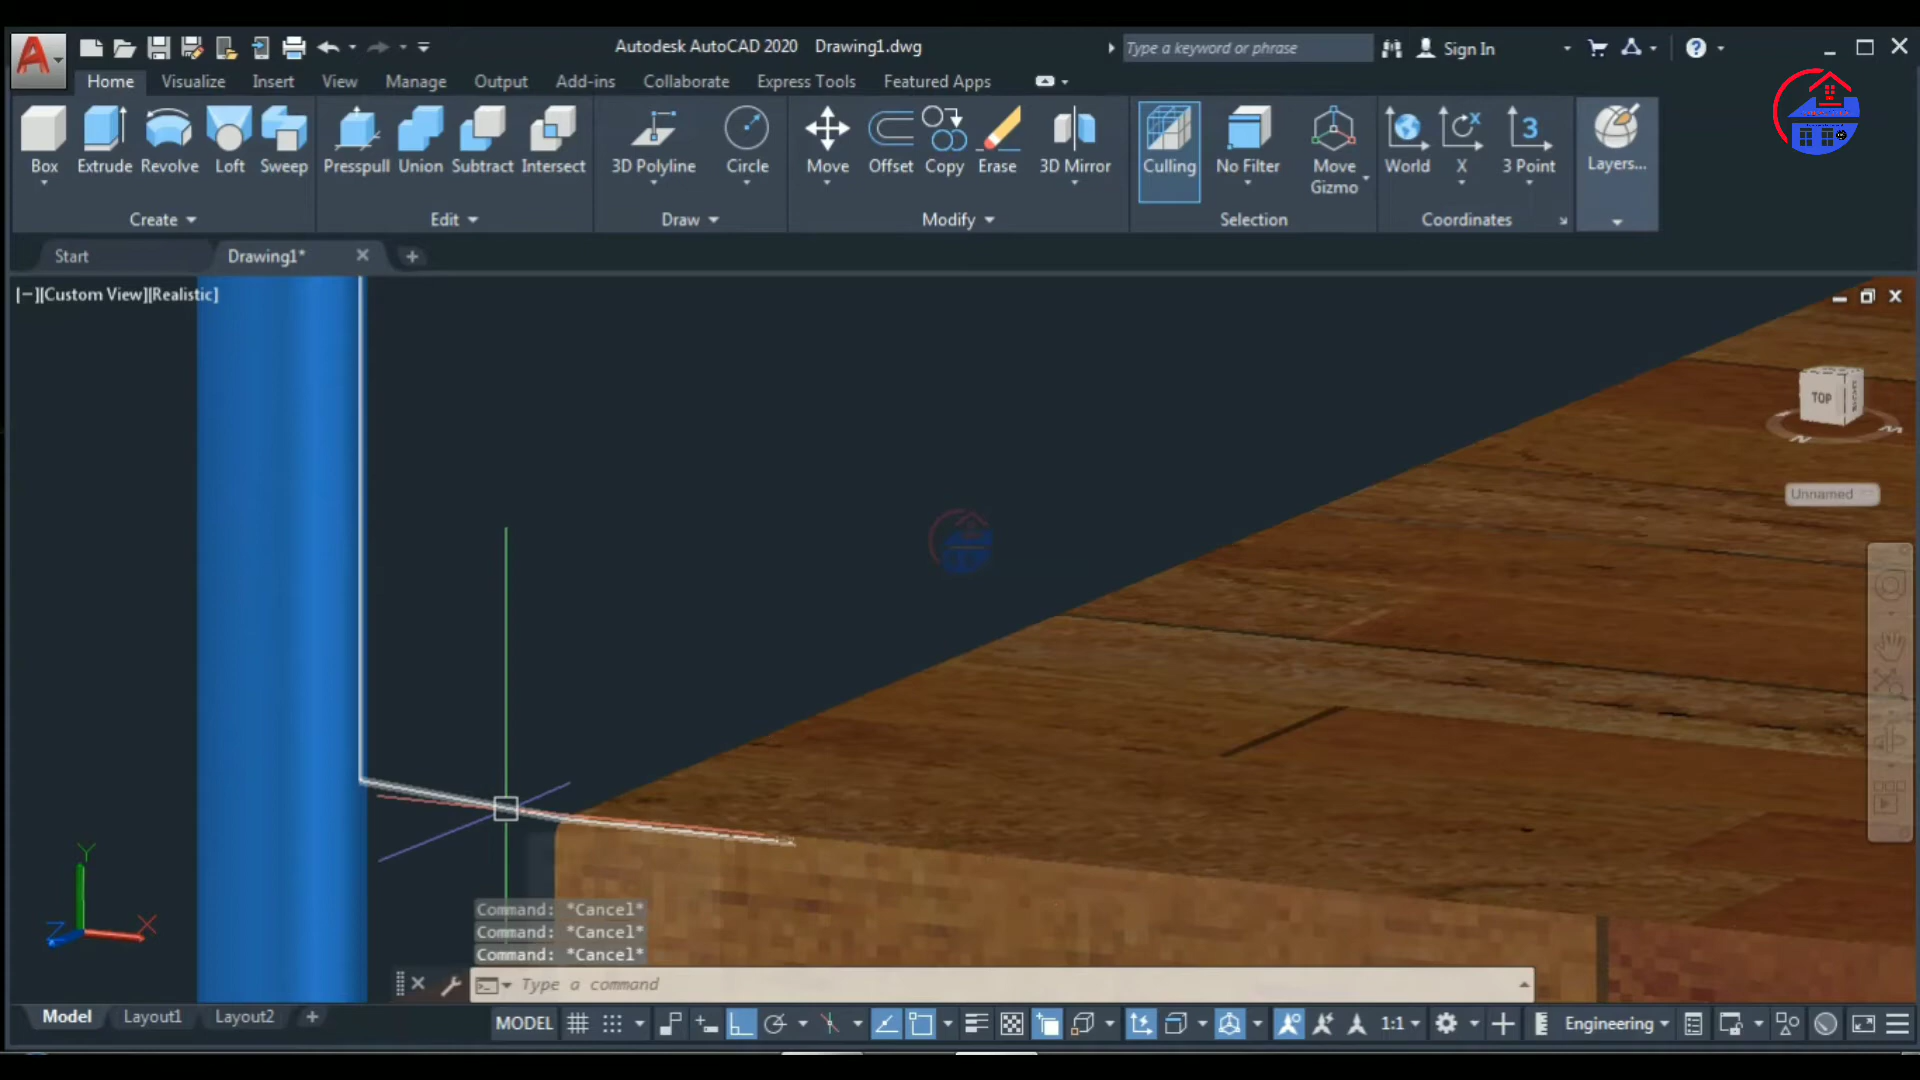 Autodesk AutoCAD 2020 Drawing1.dwg
Type a keyword or phrase
Sign In
Home Visualize Insert View Manage Output Add-ins Collaborate Express Tools Featured Apps
Box Extrude Revolve Loft Sweep Presspull Union Subtract Intersect 3D Polyline Circle Move Offset Copy Erase 3D Mirror Culling No Filter Move Gizmo World X 3 Point Layers...
Create Edit Draw Modify Selection Coordinates
Start Drawing1*
[−][Custom View][Realistic]
TOP
Unnamed
Y
X
Z
Command: *Cancel*
Command: *Cancel*
Command: *Cancel*
Type a command
Model Layout1 Layout2
MODEL 1:1 Engineering